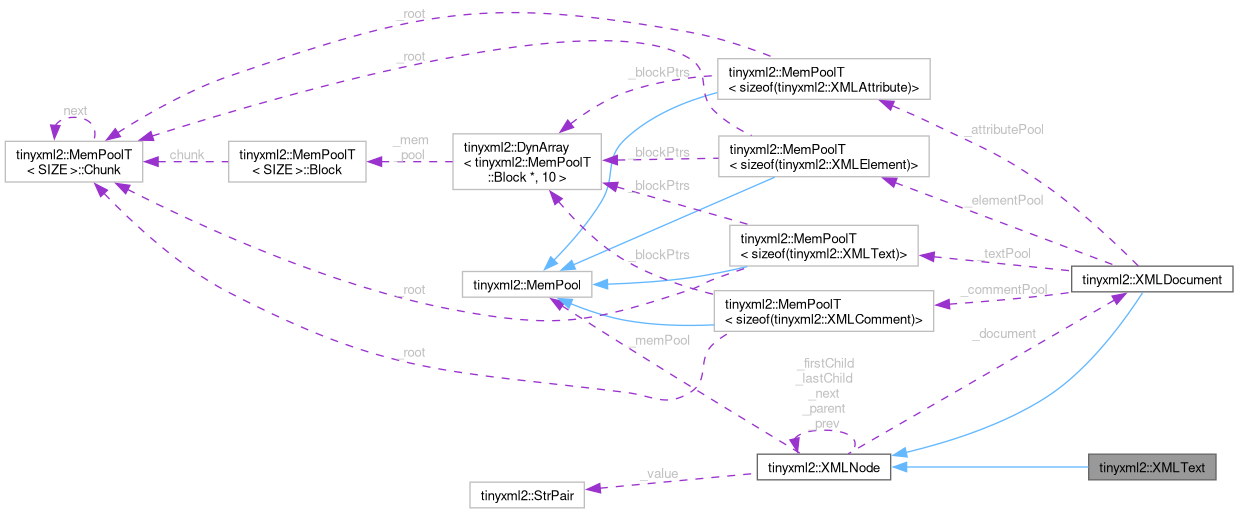 _root
_root
tinyxml2::MemPoolT
< sizeof(tinyxml2::XMLAttribute)>
_blockPtrs
next
_attributePool
tinyxml2::MemPoolT
< SIZE >::Chunk
chunk
tinyxml2::MemPoolT
< SIZE >::Block
_mem
pool
tinyxml2::DynArray
< tinyxml2::MemPoolT
::Block *, 10 >
_blockPtrs
tinyxml2::MemPoolT
< sizeof(tinyxml2::XMLElement)>
_blockPtrs
_elementPool
tinyxml2::MemPoolT
< sizeof(tinyxml2::XMLText)>
_blockPtrs
_textPool
tinyxml2::XMLDocument
tinyxml2::MemPool
_root
tinyxml2::MemPoolT
< sizeof(tinyxml2::XMLComment)>
_commentPool
_root
_memPool
_document
_firstChild
_lastChild
_next
_parent
_prev
tinyxml2::XMLNode
tinyxml2::XMLText
_value
tinyxml2::StrPair